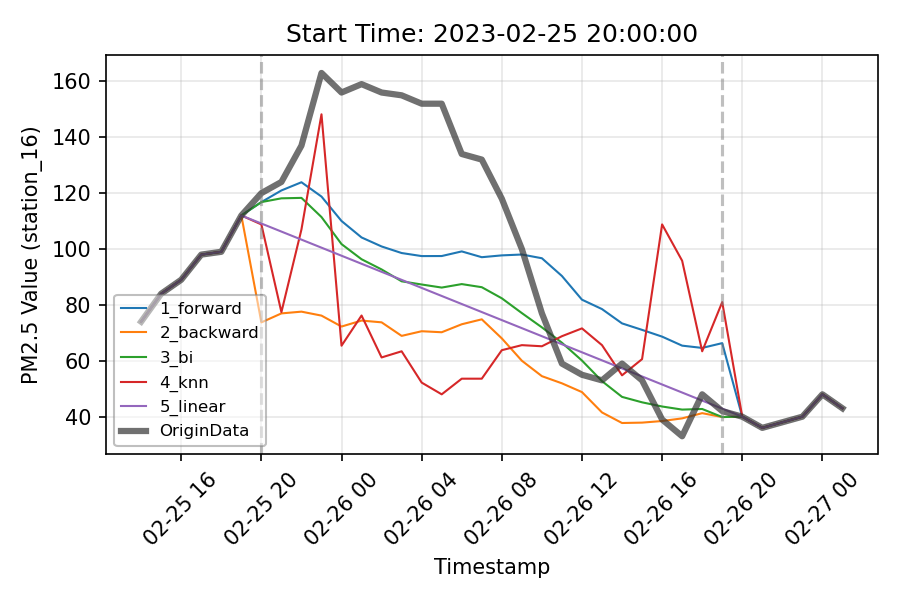 Start Time: 2023-02-25 20:00:00
PM2.5 Value (station_16)
160
140
120
100
80
60
40
1_forward
2_backward
3_bi
4_knn
5_linear
OriginData
02-25 16
02-25 20
02-26 00
02-26 04
02-26 08
02-26 12
02-26 16
02-26 20
02-27 00
Timestamp